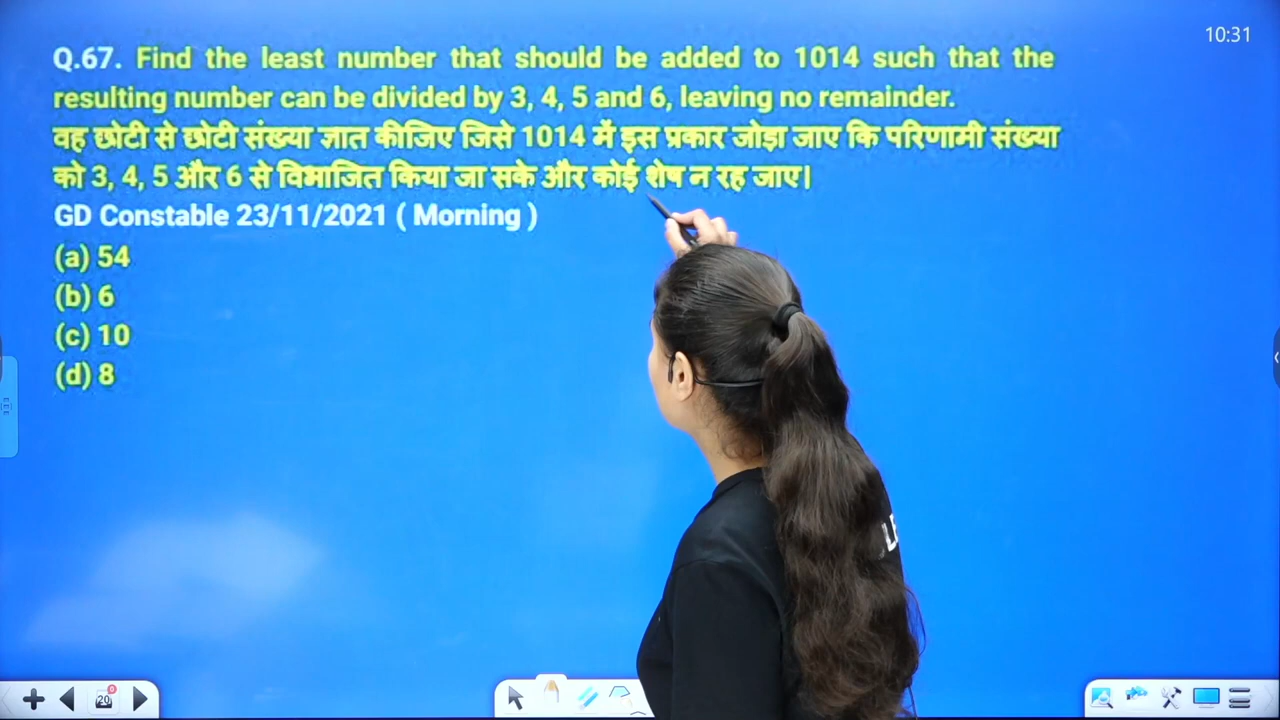 10:31
Q.67. Find the least number that should be added to 1014 such that the
resulting number can be divided by 3, 4, 5 and 6, leaving no remainder.
वह छोटी से छोटी संख्या ज्ञात कीजिए जिसे 1014 में इस प्रकार जोड़ा जाए कि परिणामी संख्या
को 3, 4, 5 और 6 से विभाजित किया जा सके और कोई शेष न रह जाए।
GD Constable 23/11/2021 ( Morning )
(a) 54
(b) 6
(c) 10
(d) 8
LE
20